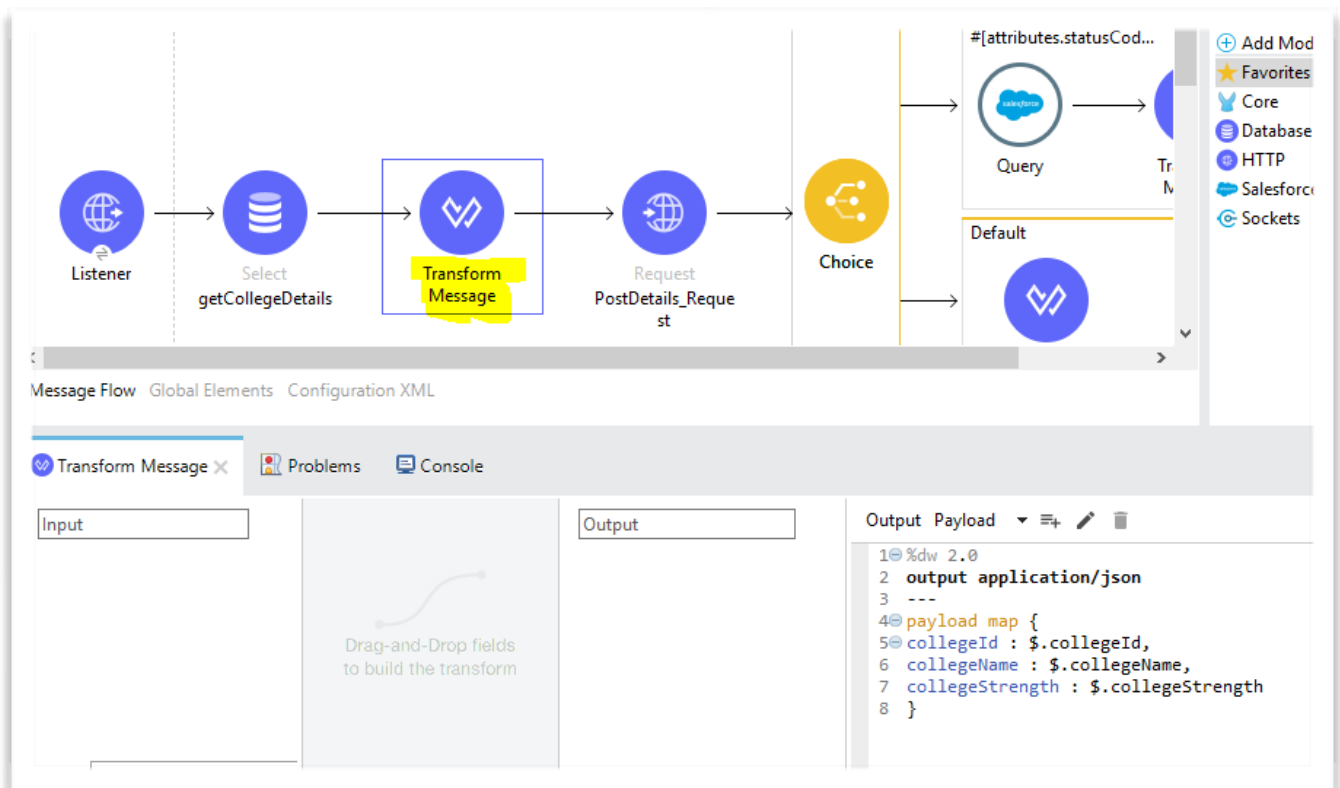 #[attributes.statusCod...
Add Mod
Favorites
Core
Database
HTTP
Salesforce
Sockets
salesforce
Query
Tr
M
Listener
Select
getCollegeDetails
Transform
Message
Request
PostDetails_Reque
st
Choice
Default
Message Flow Global Elements Configuration XML
Transform Message Problems Console
Input
Output
Output Payload
Drag-and-Drop fields
to build the transform
1 %dw 2.0
2 output application/json
3 ---
4 payload map {
5 collegeId : $.collegeId,
6 collegeName : $.collegeName,
7 collegeStrength : $.collegeStrength
8 }